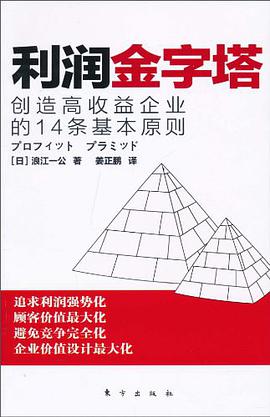 利润金字塔
创造高收益企业
的14条基本原则
プロフィット プラミッド
[日]浪江一公 著 姜正鹏 译
追求利润强势化
顾客价值最大化
避免竞争完全化
企业价值设计最大化
东方出版社